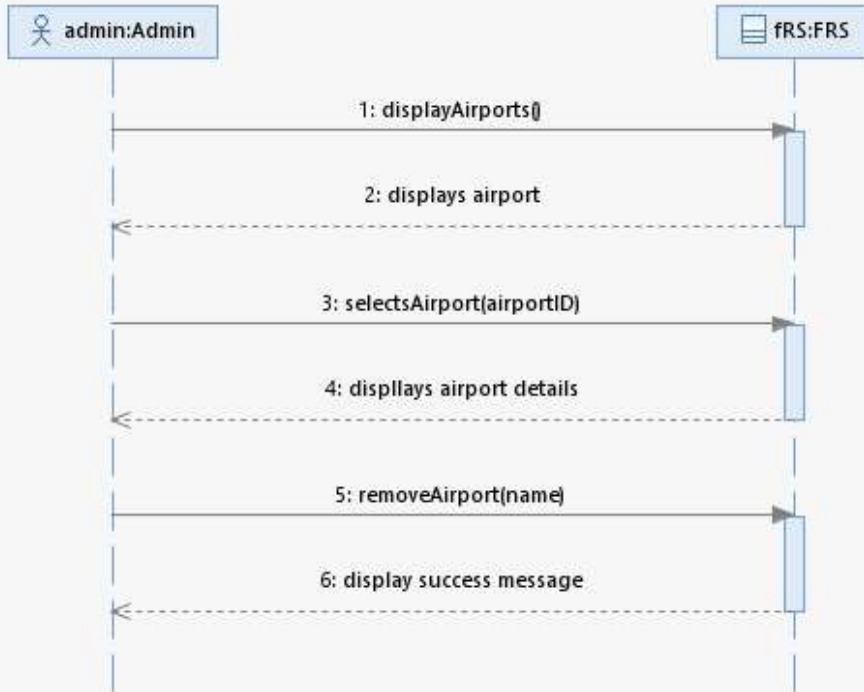 admin:Admin
fRS:FRS
1: displayAirports()
2: displays airport
3: selectsAirport(airportID)
4: displlays airport details
5: removeAirport(name)
6: display success message